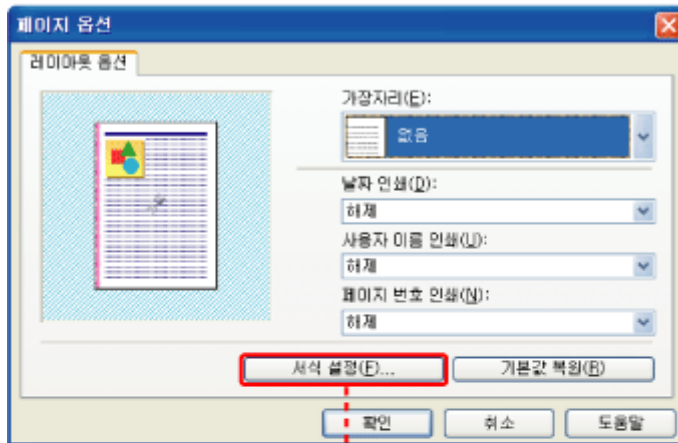 페이지 옵션
레이아웃 옵션
가장자리(E):
없음
날짜 인쇄(D):
해제
사용자 이름 인쇄(U):
해제
페이지 번호 인쇄(N):
해제
서식 설정(F)...
기본값 복원(R)
확인
취소
도움말